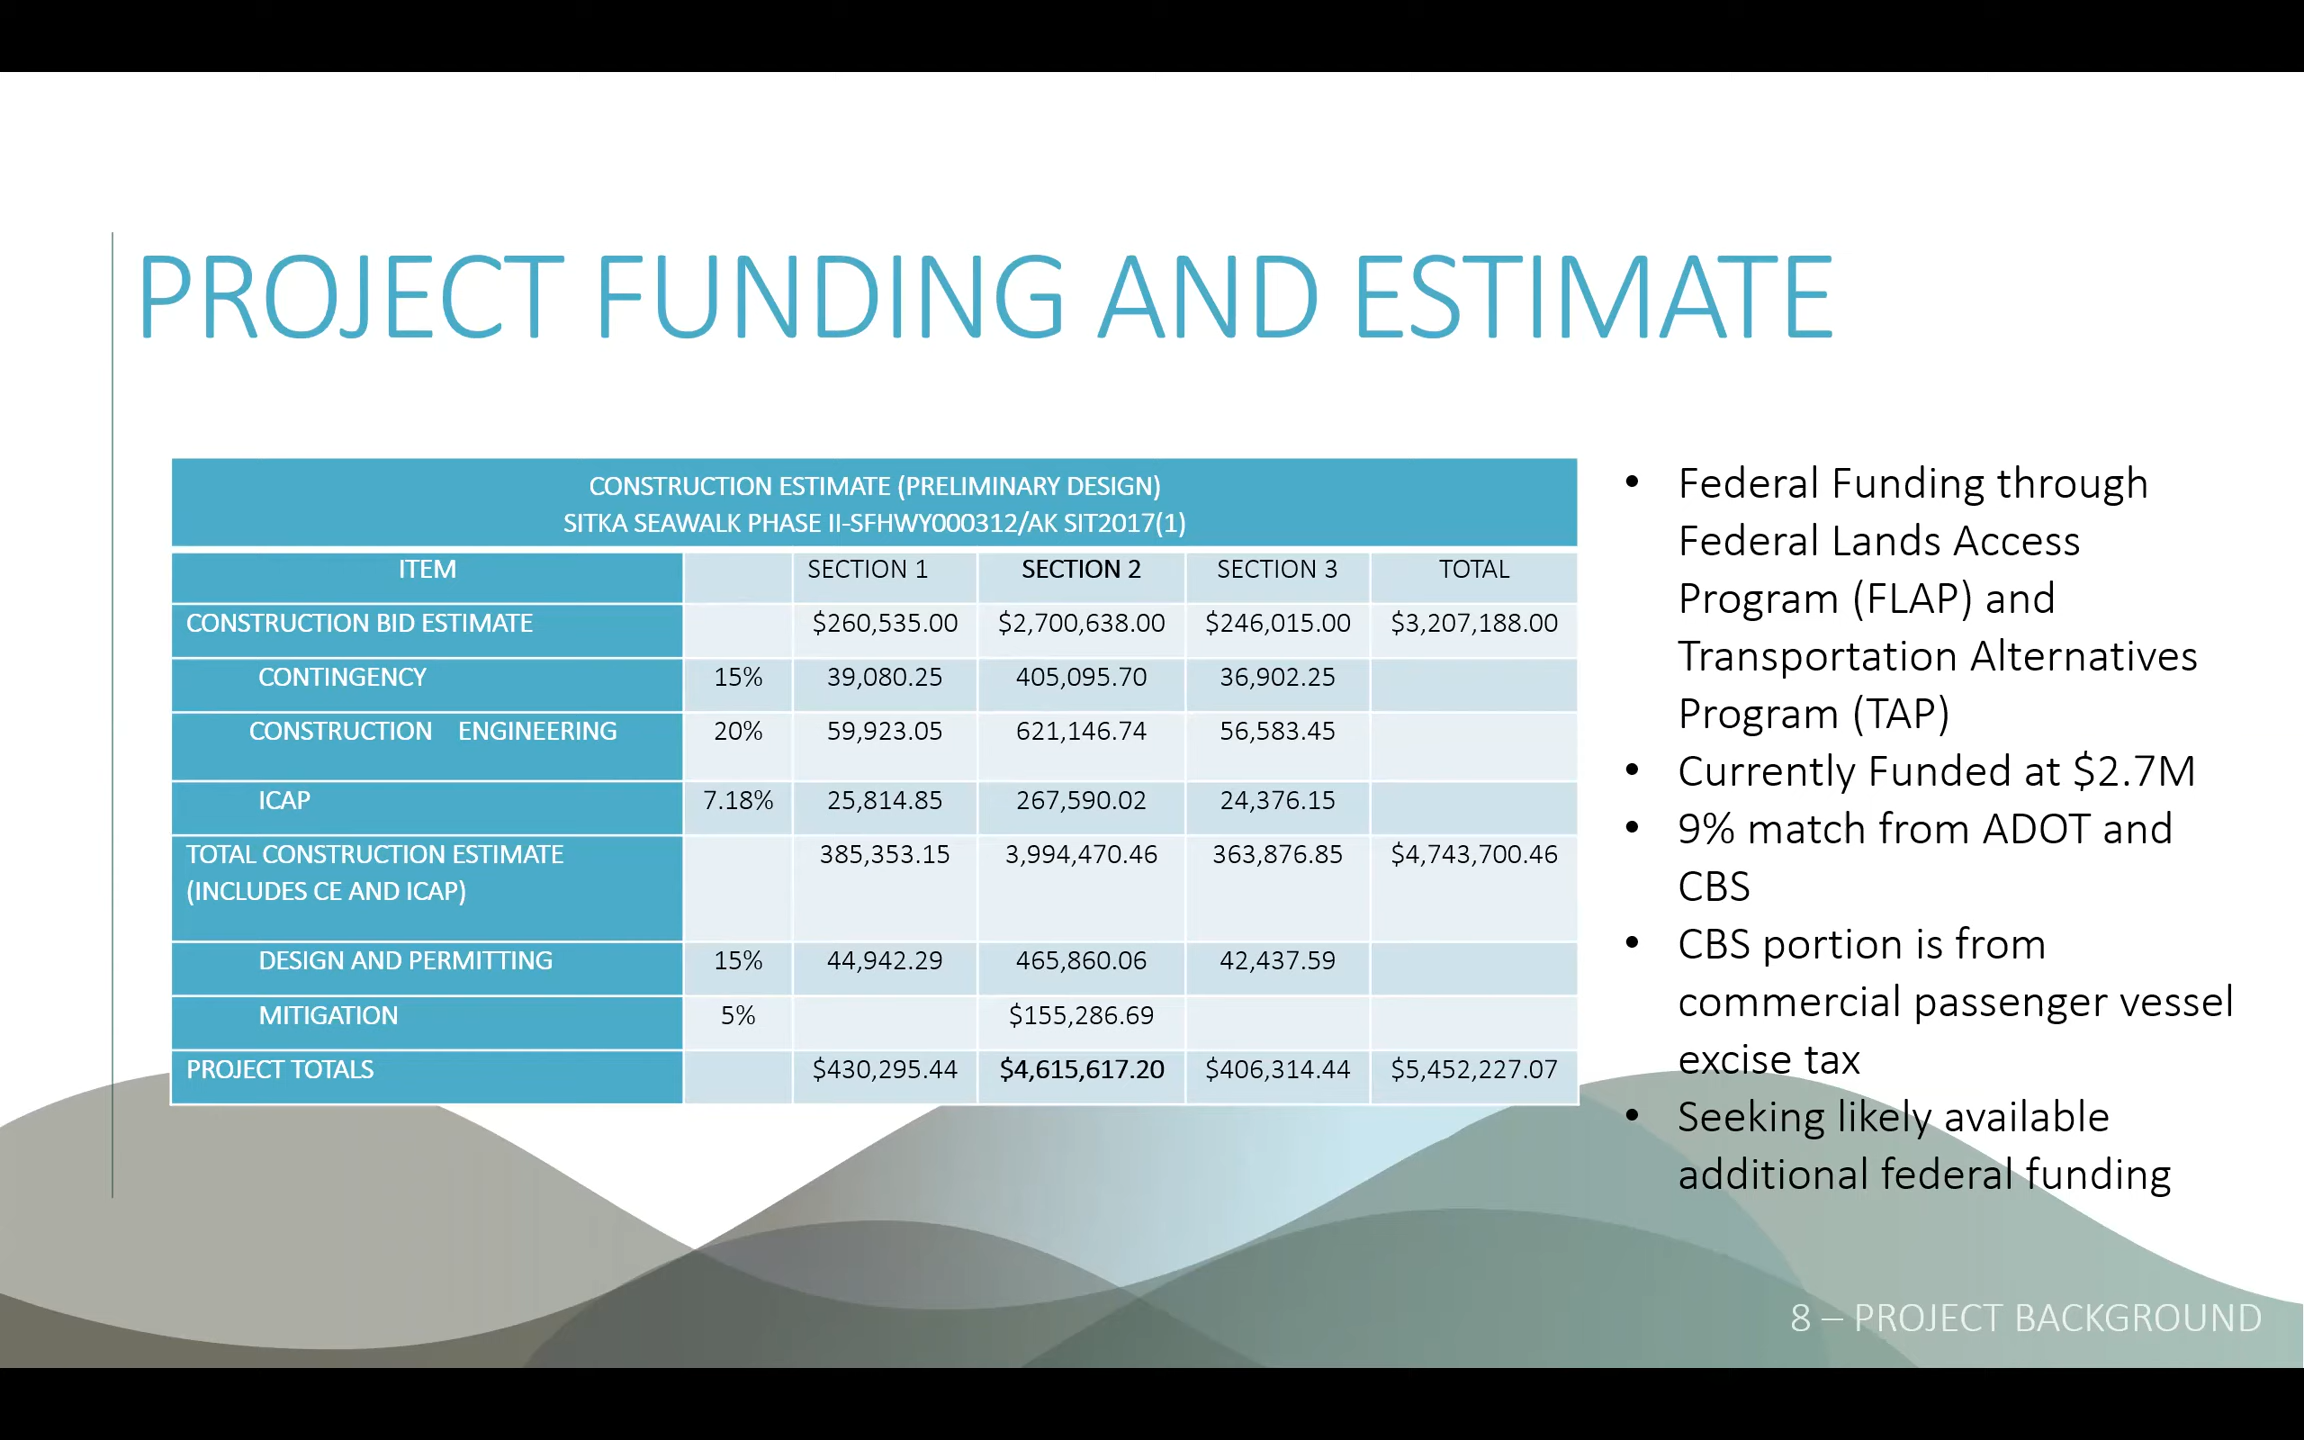 PROJECT FUNDING AND ESTIMATE
CONSTRUCTION ESTIMATE (PRELIMINARY DESIGN)
SITKA SEAWALK PHASE II-SFHWY000312/AK SIT2017(1)
ITEM SECTION 1 SECTION 2 SECTION 3 TOTAL
CONSTRUCTION BID ESTIMATE $260,535.00 $2,700,638.00 $246,015.00 $3,207,188.00
CONTINGENCY 15% 39,080.25 405,095.70 36,902.25
CONSTRUCTION ENGINEERING 20% 59,923.05 621,146.74 56,583.45
ICAP 7.18% 25,814.85 267,590.02 24,376.15
TOTAL CONSTRUCTION ESTIMATE 385,353.15 3,994,470.46 363,876.85 $4,743,700.46
(INCLUDES CE AND ICAP)
DESIGN AND PERMITTING 15% 44,942.29 465,860.06 42,437.59
MITIGATION 5% $155,286.69
PROJECT TOTALS $430,295.44 $4,615,617.20 $406,314.44 $5,452,227.07
• Federal Funding through
Federal Lands Access
Program (FLAP) and
Transportation Alternatives
Program (TAP)
• Currently Funded at $2.7M
• 9% match from ADOT and
CBS
• CBS portion is from
commercial passenger vessel
excise tax
• Seeking likely available
additional federal funding
8 – PROJECT BACKGROUND